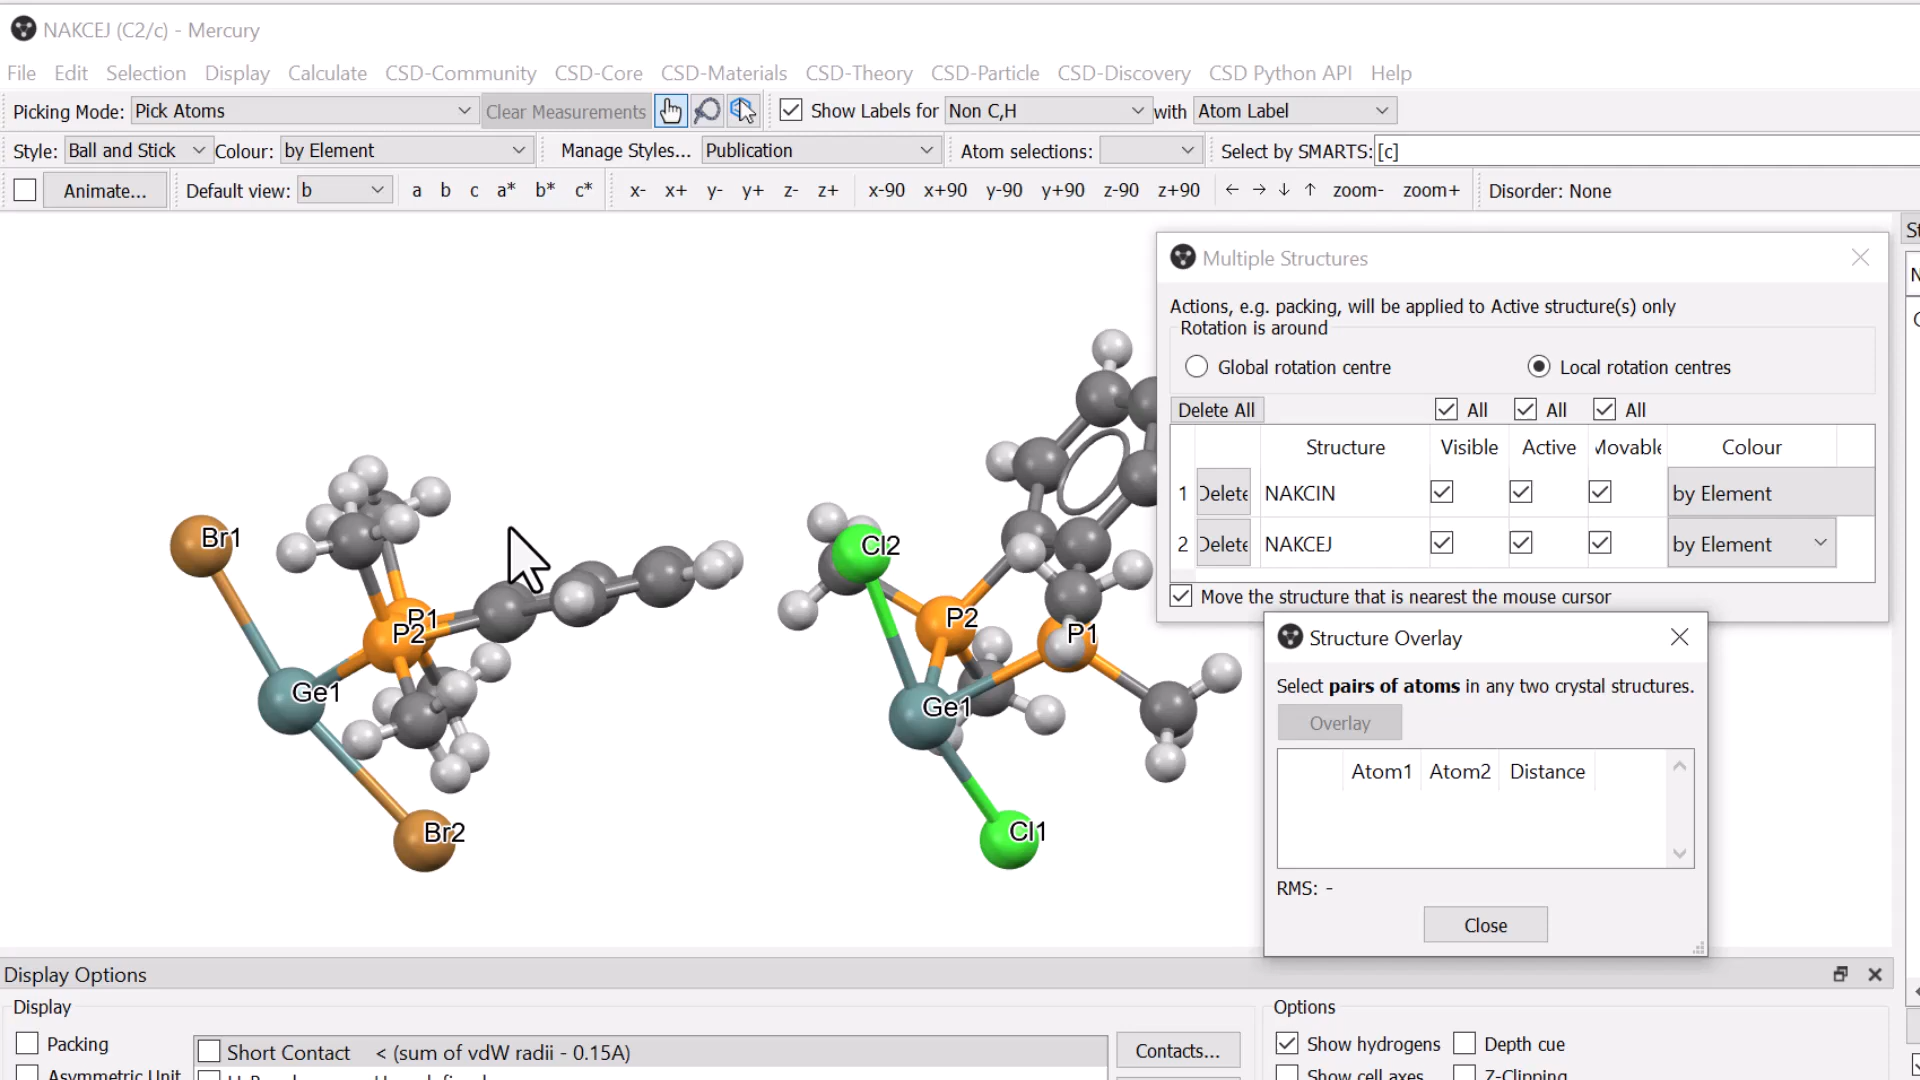 NAKCEJ (C2/c) - Mercury
File Edit Selection Display Calculate CSD-Community CSD-Core CSD-Materials CSD-Theory CSD-Particle CSD-Discovery CSD Python API Help
Picking Mode: Pick Atoms Clear Measurements Show Labels for Non C,H with Atom Label
Style: Ball and Stick Colour: by Element Manage Styles... Publication Atom selections: Select by SMARTS: [c]
Animate... Default view: b a b c a* b* c* x- x+ y- y+ z- z+ x-90 x+90 y-90 y+90 z-90 z+90 ← → ↓ ↑ zoom- zoom+ Disorder: None
Multiple Structures
Actions, e.g. packing, will be applied to Active structure(s) only
Rotation is around
Global rotation centre Local rotation centres
Delete All All All All
Structure Visible Active Movable Colour
1 Delete NAKCIN by Element
2 Delete NAKCEJ by Element
Move the structure that is nearest the mouse cursor
Structure Overlay
Select pairs of atoms in any two crystal structures.
Overlay
Atom1 Atom2 Distance
RMS: -
Close
Br1
P1
P2
Ge1
Br2
Cl2
P2
P1
Ge1
Cl1
Display Options
Display
Packing
Asymmetric Unit
Short Contact < (sum of vdW radii - 0.15A)
Contacts...
Options
Show hydrogens Depth cue
Show cell axes Z-Clipping